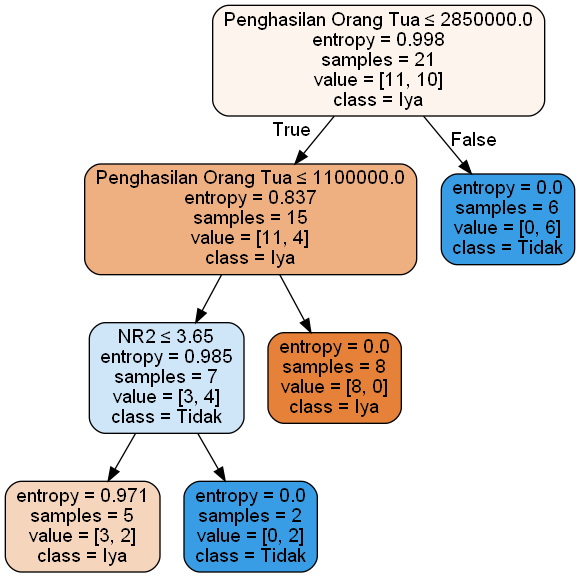 Penghasilan Orang Tua ≤ 2850000.0
entropy = 0.998
samples = 21
value = [11, 10]
class = Iya
True
False
Penghasilan Orang Tua ≤ 1100000.0
entropy = 0.837
samples = 15
value = [11, 4]
class = Iya
entropy = 0.0
samples = 6
value = [0, 6]
class = Tidak
NR2 ≤ 3.65
entropy = 0.985
samples = 7
value = [3, 4]
class = Tidak
entropy = 0.0
samples = 8
value = [8, 0]
class = Iya
entropy = 0.971
samples = 5
value = [3, 2]
class = Iya
entropy = 0.0
samples = 2
value = [0, 2]
class = Tidak